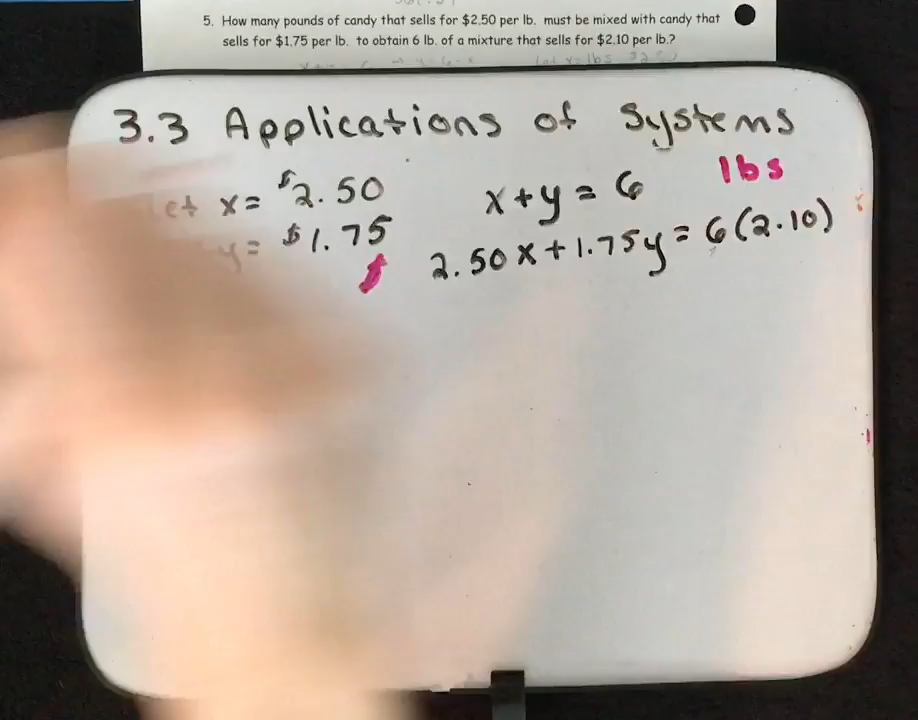 5. How many pounds of candy that sells for $2.50 per lb. must be mixed with candy that
sells for $1.75 per lb. to obtain 6 lb. of a mixture that sells for $2.10 per lb.?
3.3 Applications of Systems
x = $2.50
x + y = 6
lbs
y = $1.75
2.50x + 1.75y = 6(2.10)